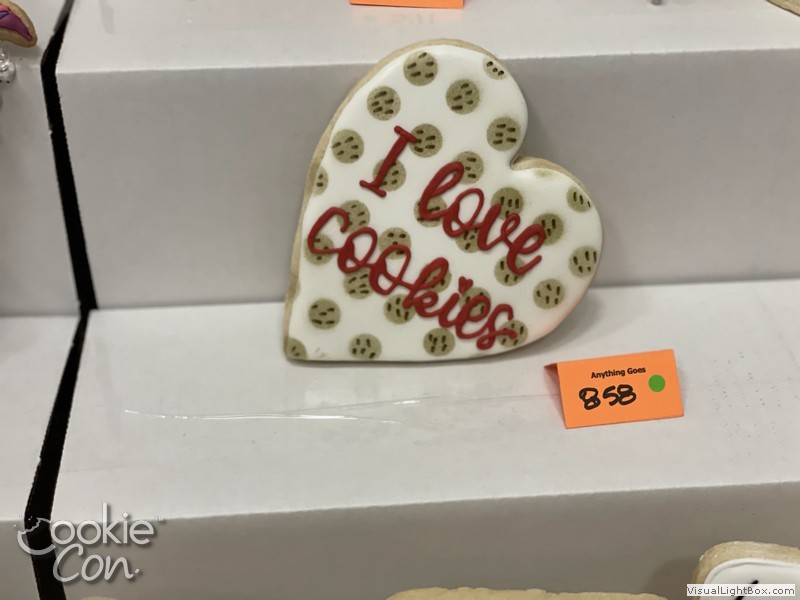 I love
cookies
Anything Goes
858
Cookie
Con.
VisualLightBox.com